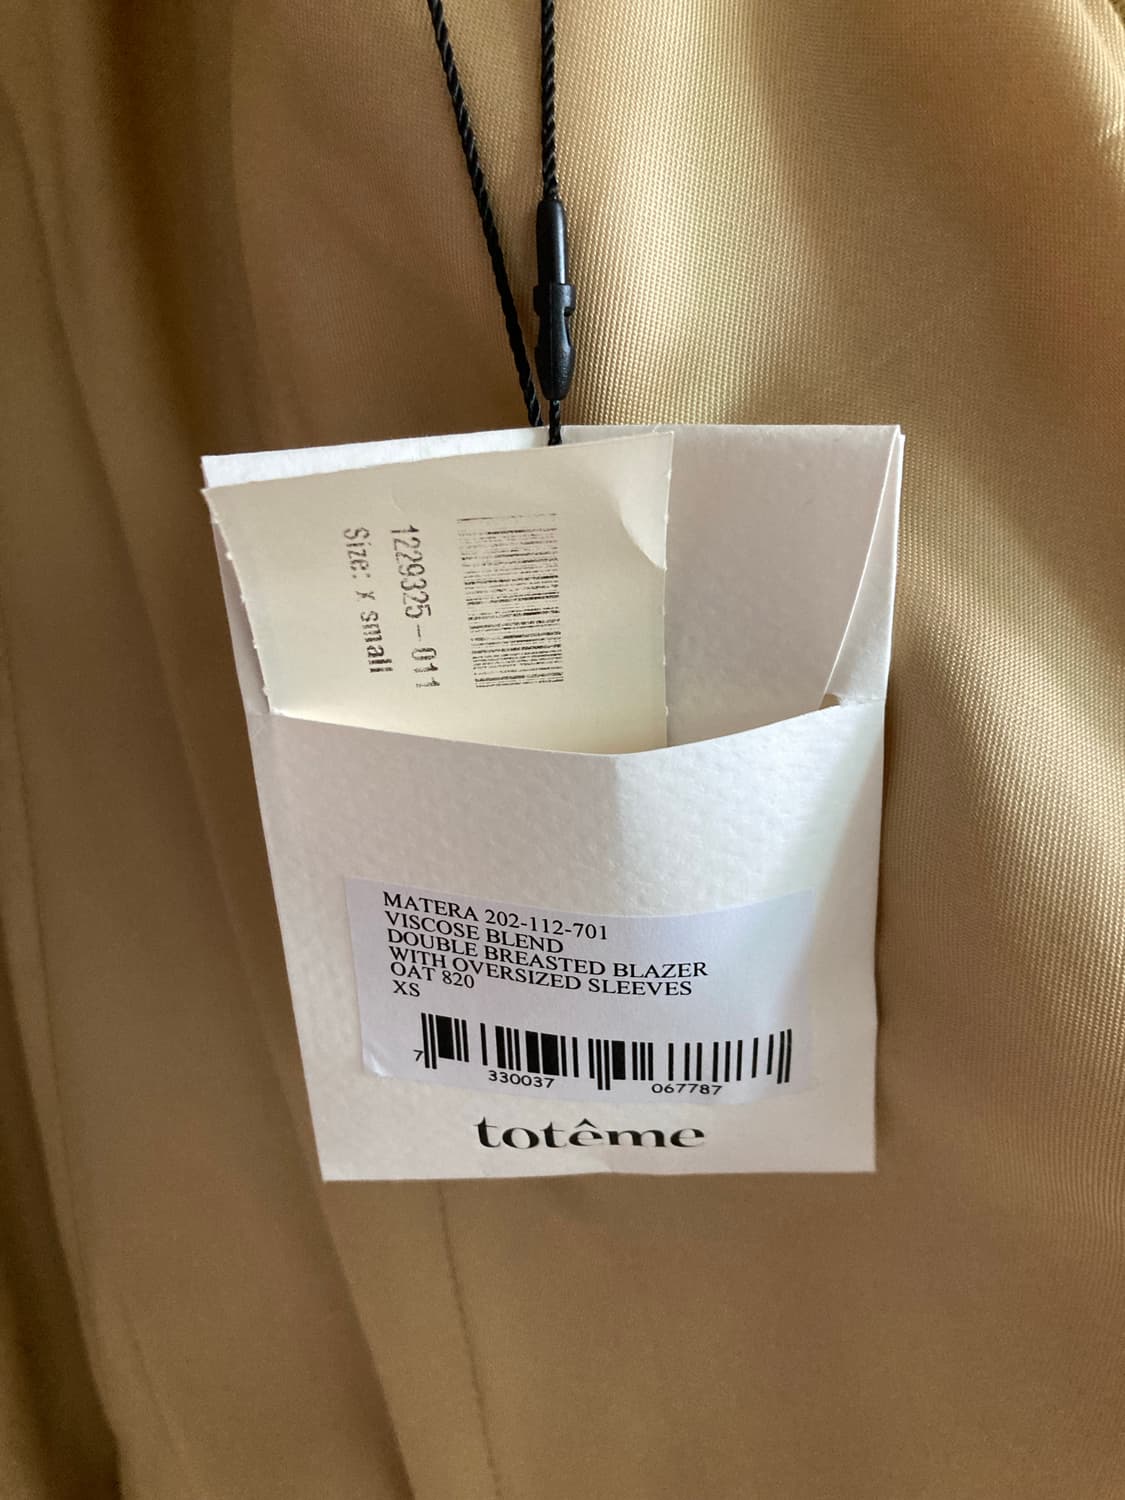 1229325-011
Size: x small
MATERA 202-112-701
VISCOSE BLEND
DOUBLE BREASTED BLAZER
WITH OVERSIZED SLEEVES
OAT 820
XS
7 330037 067787
totême